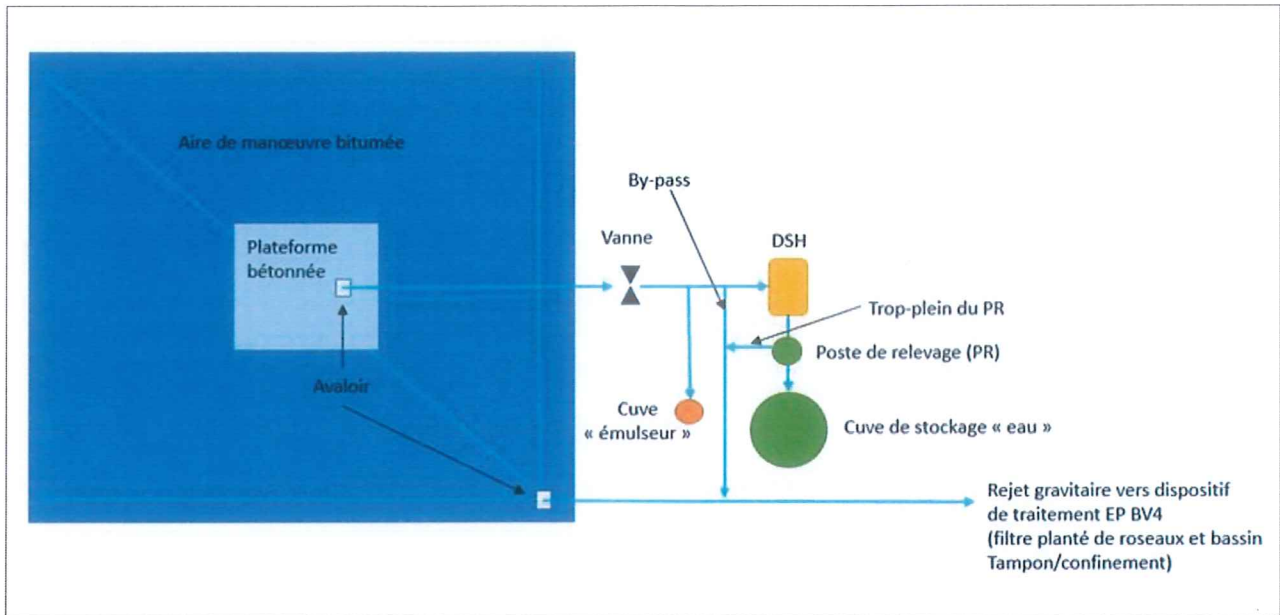 Aire de manœuvre bitumée
By-pass
Vanne
DSH
Plateforme
bétonnée
Trop-plein du PR
Poste de relevage (PR)
Avaloir
Cuve
« émulseur »
Cuve de stockage « eau »
Rejet gravitaire vers dispositif
de traitement EP BV4
(filtre planté de roseaux et bassin
Tampon/confinement)